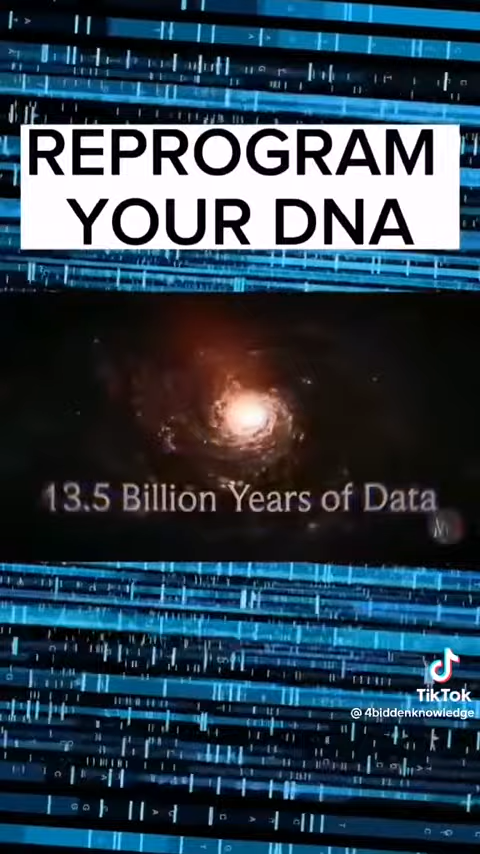 REPROGRAM
YOUR DNA
13.5 Billion Years of Data
TikTok
@4biddenknowledge